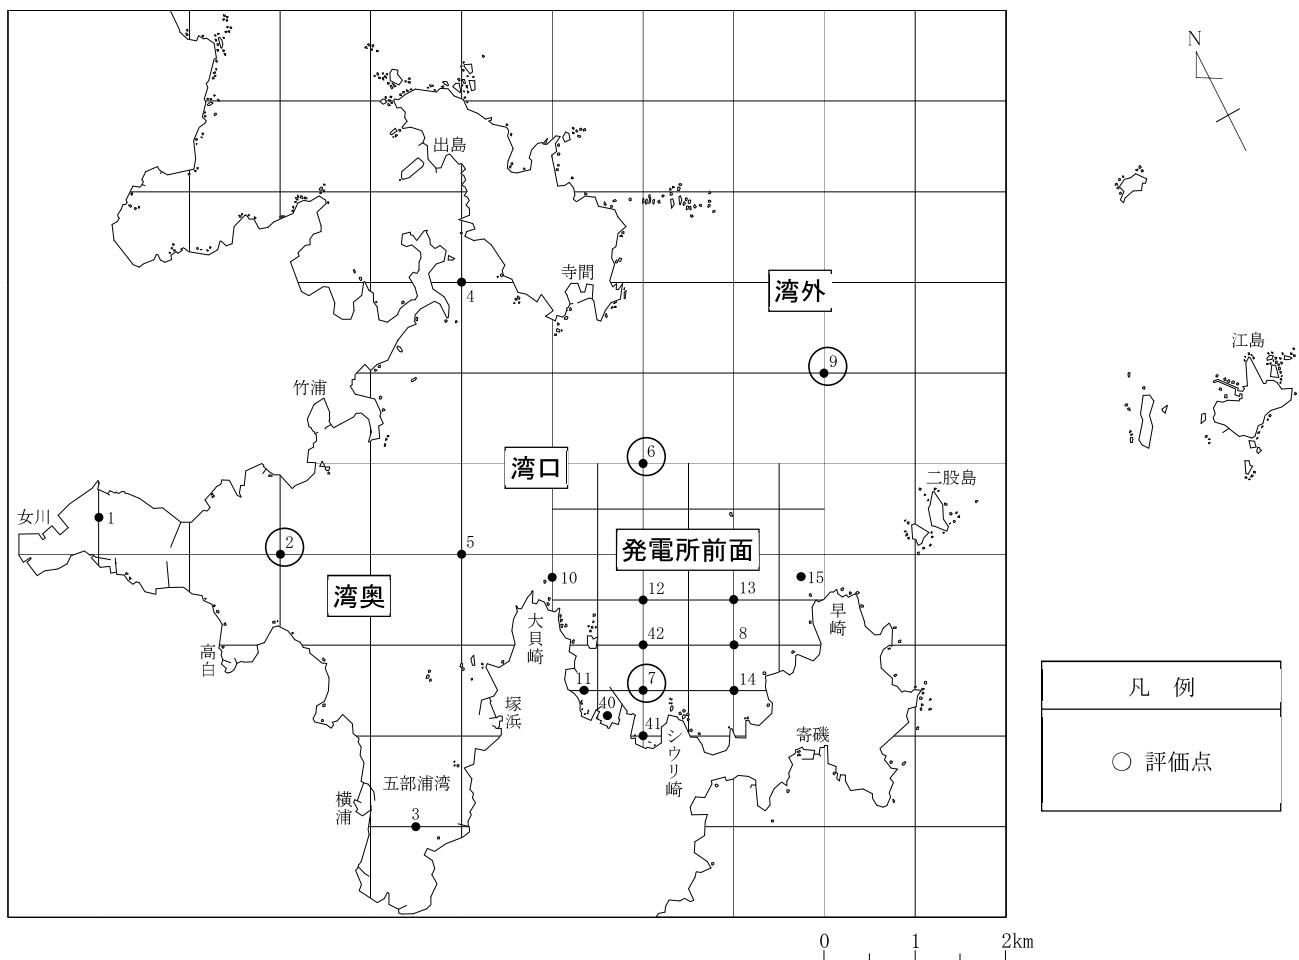 N
出島
寺間
湾外
4
9
江島
竹浦
6
湾口
二股島
女川
1
2
5
発電所前面
10
15
湾奥
12
13
大貝崎
早崎
高白
42
8
11
7
14
凡 例
40
塚浜
41
シウリ崎
寄磯
○ 評価点
五部浦湾
横浦
3
0 1 2km